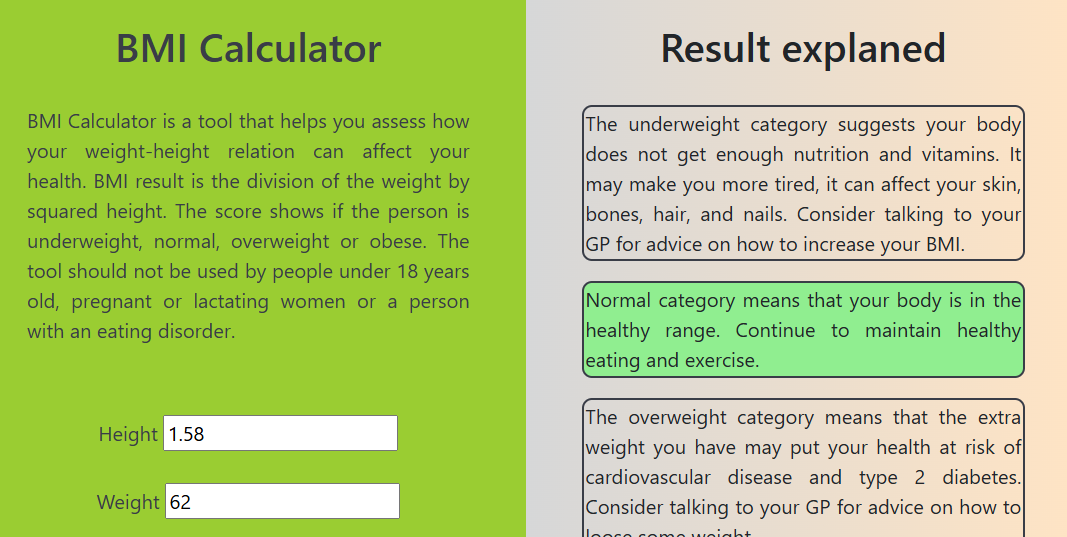 BMI Calculator
BMI Calculator is a tool that helps you assess how
your weight-height relation can affect your
health. BMI result is the division of the weight by
squared height. The score shows if the person is
underweight, normal, overweight or obese. The
tool should not be used by people under 18 years
old, pregnant or lactating women or a person
with an eating disorder.
Height 1.58
Weight 62
Result explaned
The underweight category suggests your body
does not get enough nutrition and vitamins. It
may make you more tired, it can affect your skin,
bones, hair, and nails. Consider talking to your
GP for advice on how to increase your BMI.
Normal category means that your body is in the
healthy range. Continue to maintain healthy
eating and exercise.
The overweight category means that the extra
weight you have may put your health at risk of
cardiovascular disease and type 2 diabetes.
Consider talking to your GP for advice on how to
loose some weight